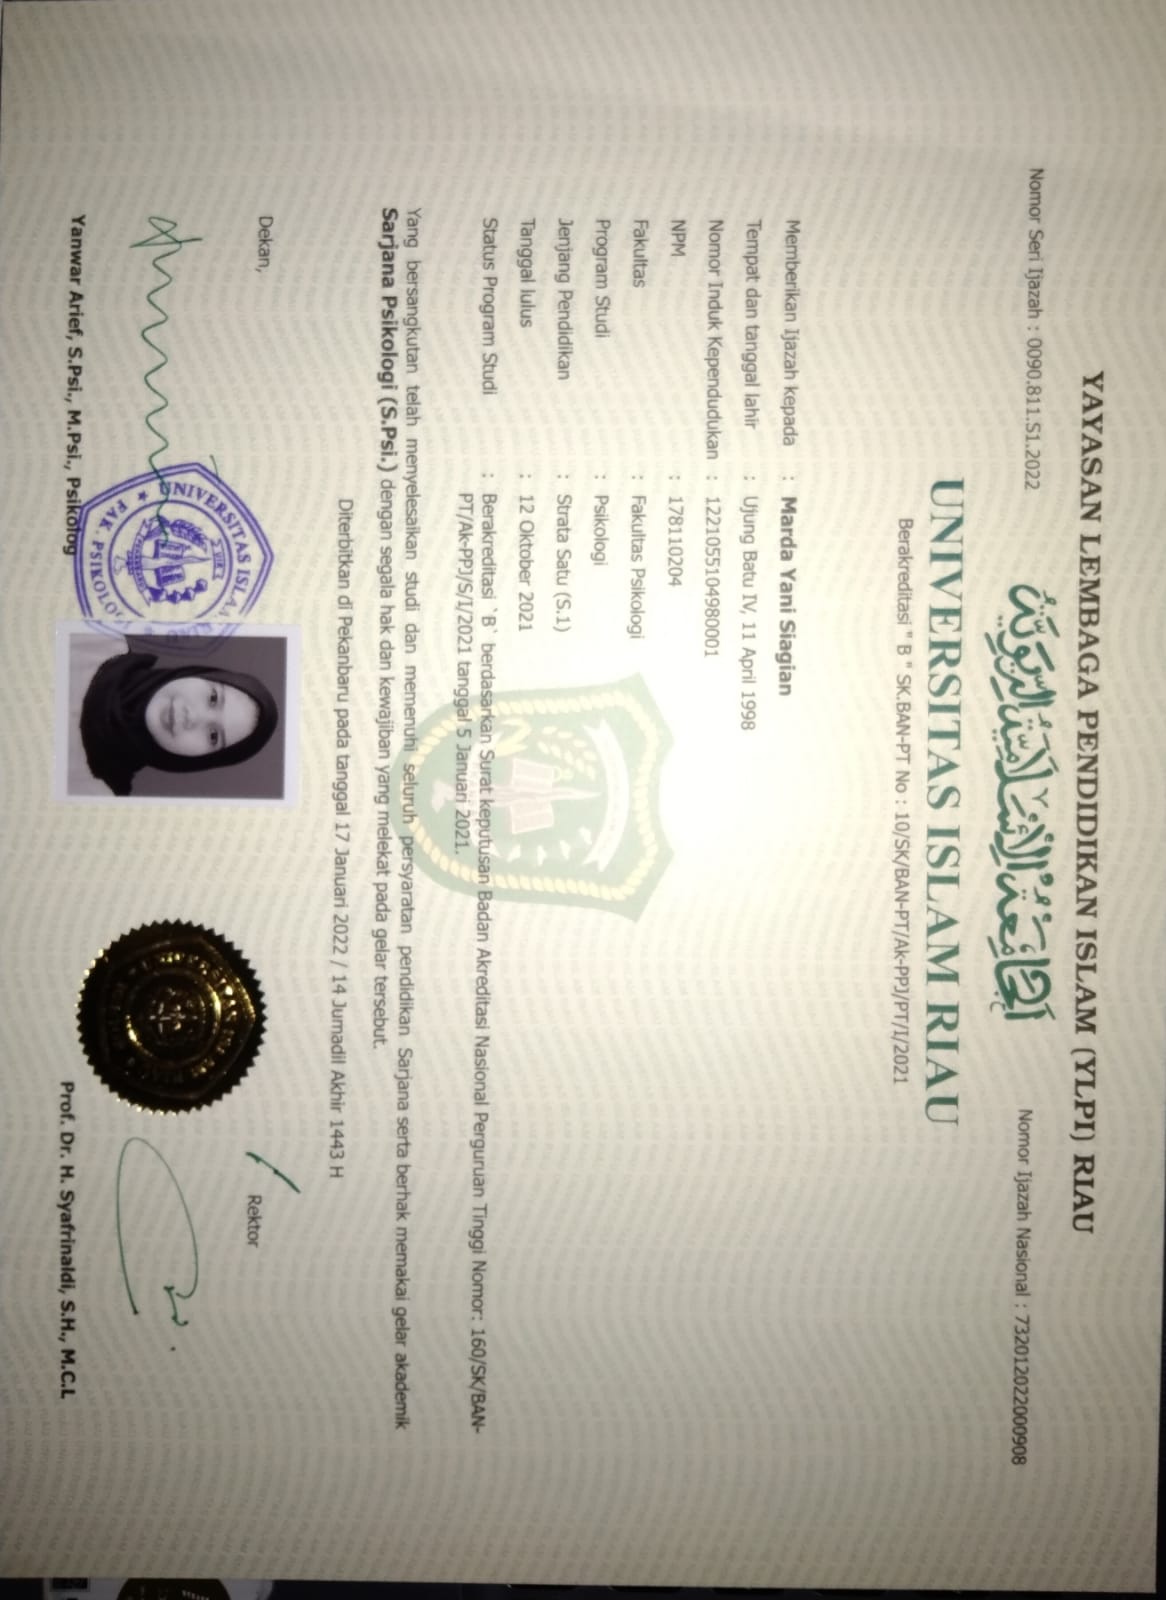 YAYASAN LEMBAGA PENDIDIKAN ISLAM (YLPI) RIAU
Nomor Seri Ijazah : 0090.811.S1.2022
الجامعة الإسلامية الريوية
Nomor Ijazah Nasional : 732012022000908
UNIVERSITAS ISLAM RIAU
Berakreditasi " B " SK.BAN-PT No : 10/SK/BAN-PT/Ak-PPJ/PT/I/2021
Memberikan Ijazah kepada : Marda Yani Siagian
Tempat dan tanggal lahir : Ujung Batu IV, 11 April 1998
Nomor Induk Kependudukan : 1221055104980001
NPM : 178110204
Fakultas : Fakultas Psikologi
Program Studi : Psikologi
Jenjang Pendidikan : Strata Satu (S.1)
Tanggal lulus : 12 Oktober 2021
Status Program Studi : Berakreditasi `B` berdasarkan Surat keputusan Badan Akreditasi Nasional Perguruan Tinggi Nomor: 160/SK/BAN-
PT/Ak-PPJ/S/I/2021 tanggal 5 Januari 2021.
Yang bersangkutan telah menyelesaikan studi dan memenuhi seluruh persyaratan pendidikan Sarjana serta berhak memakai gelar akademik
Sarjana Psikologi (S.Psi.) dengan segala hak dan kewajiban yang melekat pada gelar tersebut.
Diterbitkan di Pekanbaru pada tanggal 17 Januari 2022 / 14 Jumadil Akhir 1443 H
Dekan,
Rektor
UNIVERSITAS ISLA
UIR
FAK. PSIKOLO
Yanwar Arief, S.Psi., M.Psi., Psikolog
Prof. Dr. H. Syafrinaldi, S.H., M.C.L